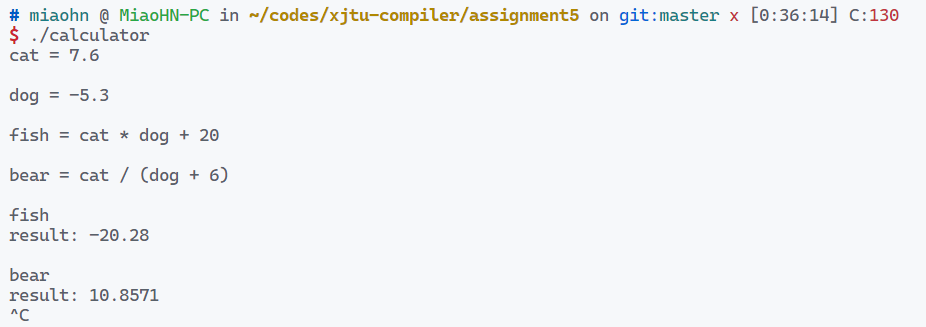 # miaohn @ MiaoHN-PC in ~/codes/xjtu-compiler/assignment5 on git:master x [0:36:14] C:130
$ ./calculator
cat = 7.6
dog = -5.3
fish = cat * dog + 20
bear = cat / (dog + 6)
fish
result: -20.28
bear
result: 10.8571
^C